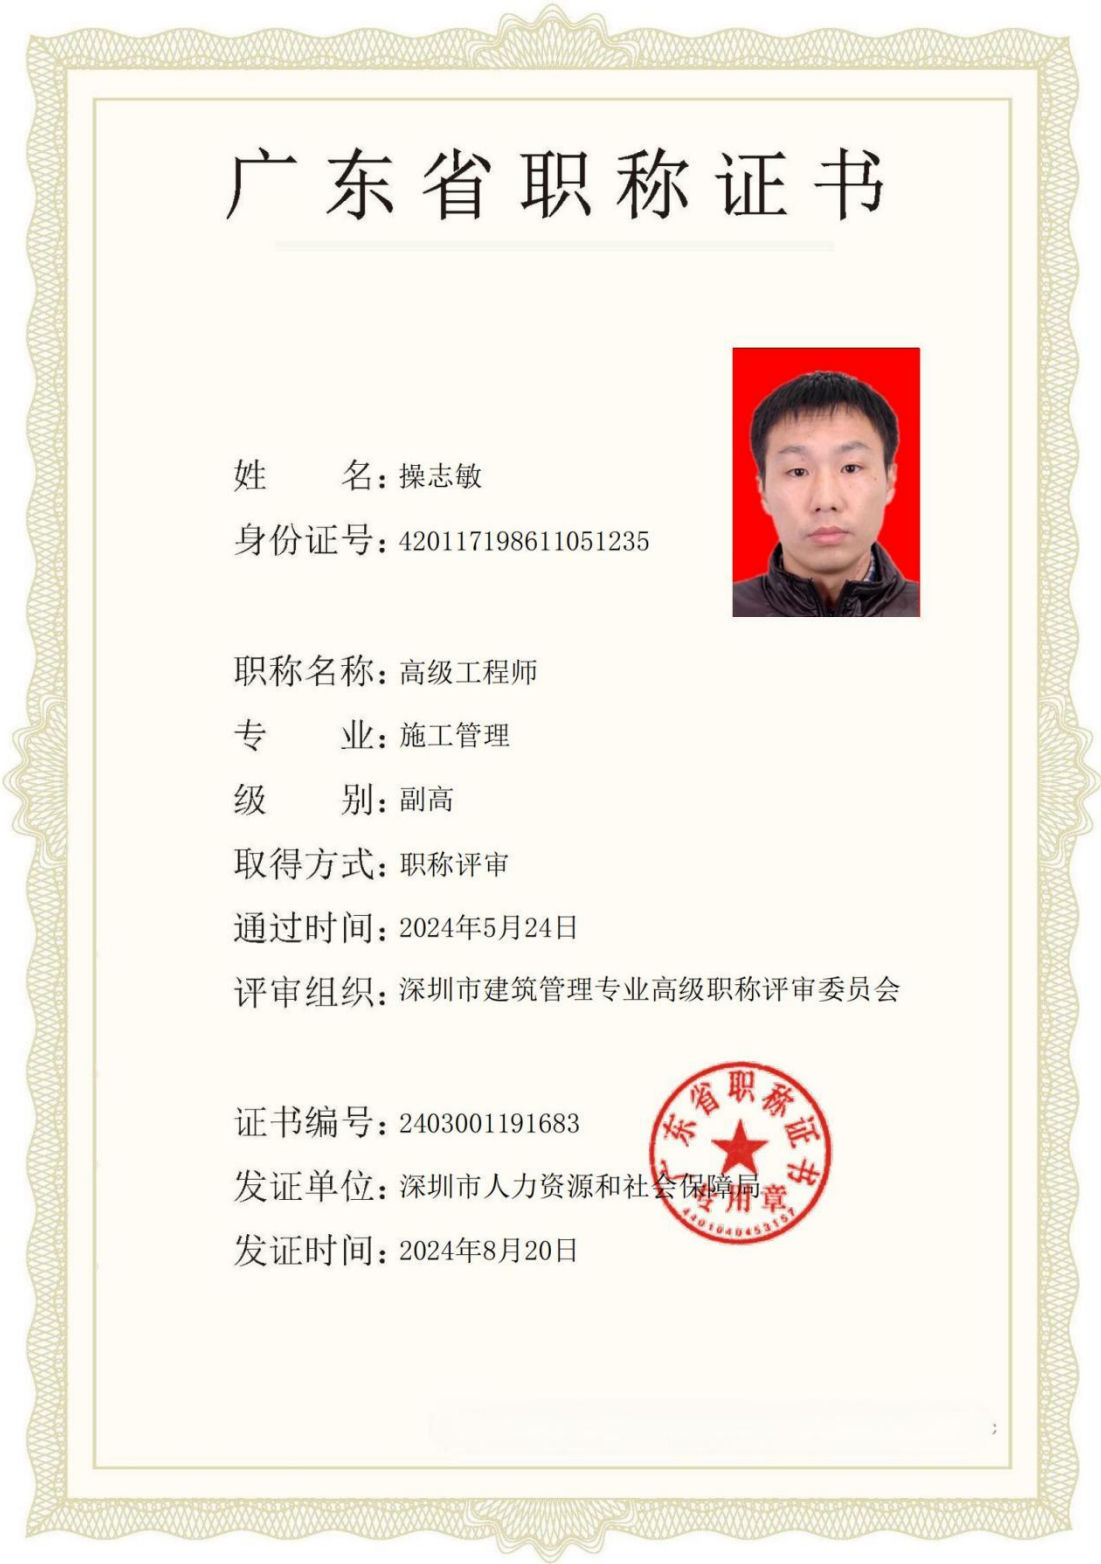 广东省职称证书
姓 名：操志敏
身份证号：420117198611051235
职称名称：高级工程师
专 业：施工管理
级 别：副高
取得方式：职称评审
通过时间：2024年5月24日
评审组织：深圳市建筑管理专业高级职称评审委员会
证书编号：2403001191683
发证单位：深圳市人力资源和社会保障局
发证时间：2024年8月20日
广东省职称证书
专用章
4401040453157